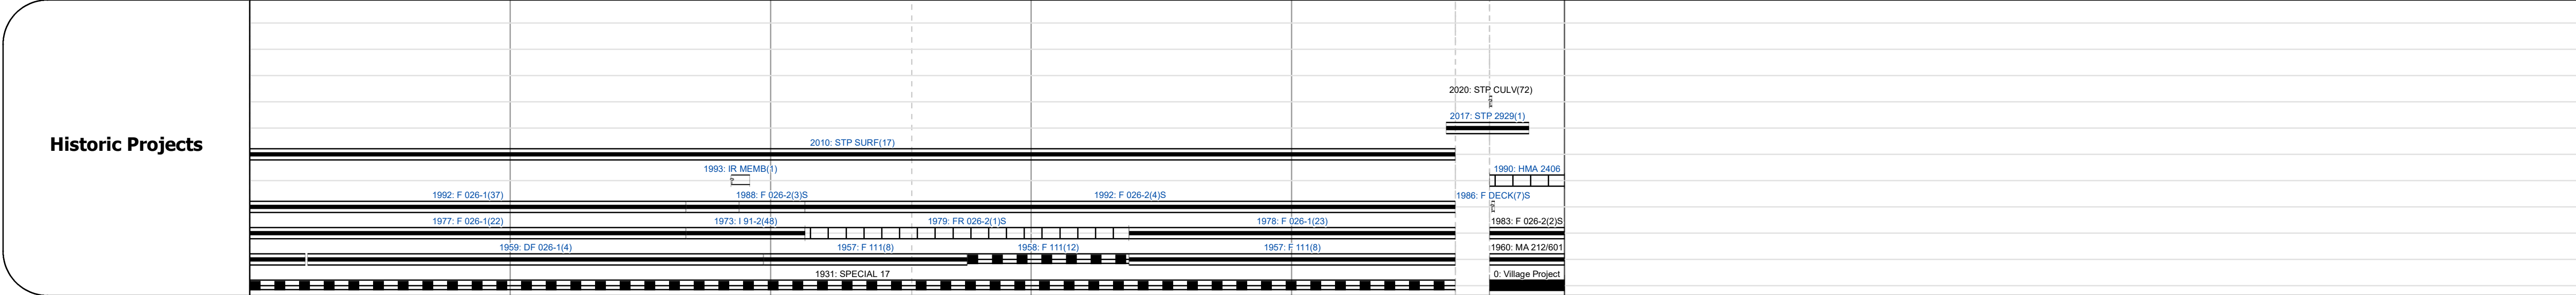 Historic Projects
2020: STP CULV(72)
2017: STP 2929(1)
2010: STP SURF(17)
1993: IR MEMB(1) 1990: HMA 2406
1992: F 026-1(37) 1988: F 026-2(3)S 1992: F 026-2(4)S 1986: F DECK(7)S
1977: F 026-1(22) 1973: I 91-2(48) 1979: FR 026-2(1)S 1978: F 026-1(23) 1983: F 026-2(2)S
1959: DF 026-1(4) 1957: F 111(8) 1958: F 111(12) 1957: F 111(8) 1960: MA 212/601
1931: SPECIAL 17 0: Village Project